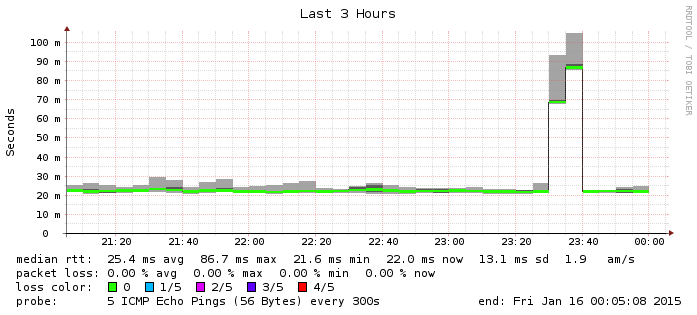 Last 3 Hours
RRDTOOL / TOBI OETIKER
Seconds
100 m
90 m
80 m
70 m
60 m
50 m
40 m
30 m
20 m
10 m
0
21:20 21:40 22:00 22:20 22:40 23:00 23:20 23:40 00:00
median rtt: 25.4 ms avg 86.7 ms max 21.6 ms min 22.0 ms now 13.1 ms sd 1.9 am/s
packet loss: 0.00 % avg 0.00 % max 0.00 % min 0.00 % now
loss color: 0 1/5 2/5 3/5 4/5
probe: 5 ICMP Echo Pings (56 Bytes) every 300s end: Fri Jan 16 00:05:08 2015